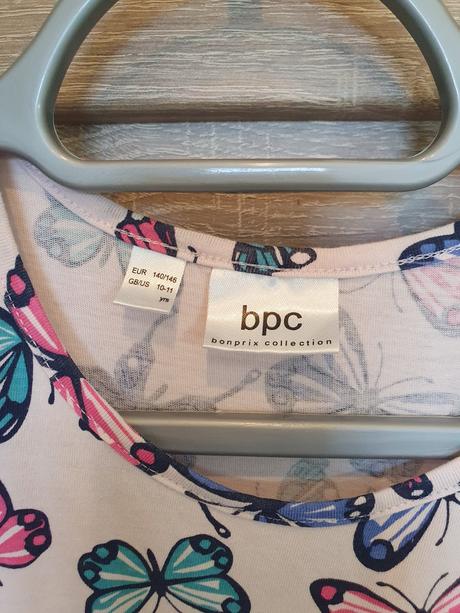 EUR 140/146
GB/US 10-11
yrs
bpc
bonprix collection